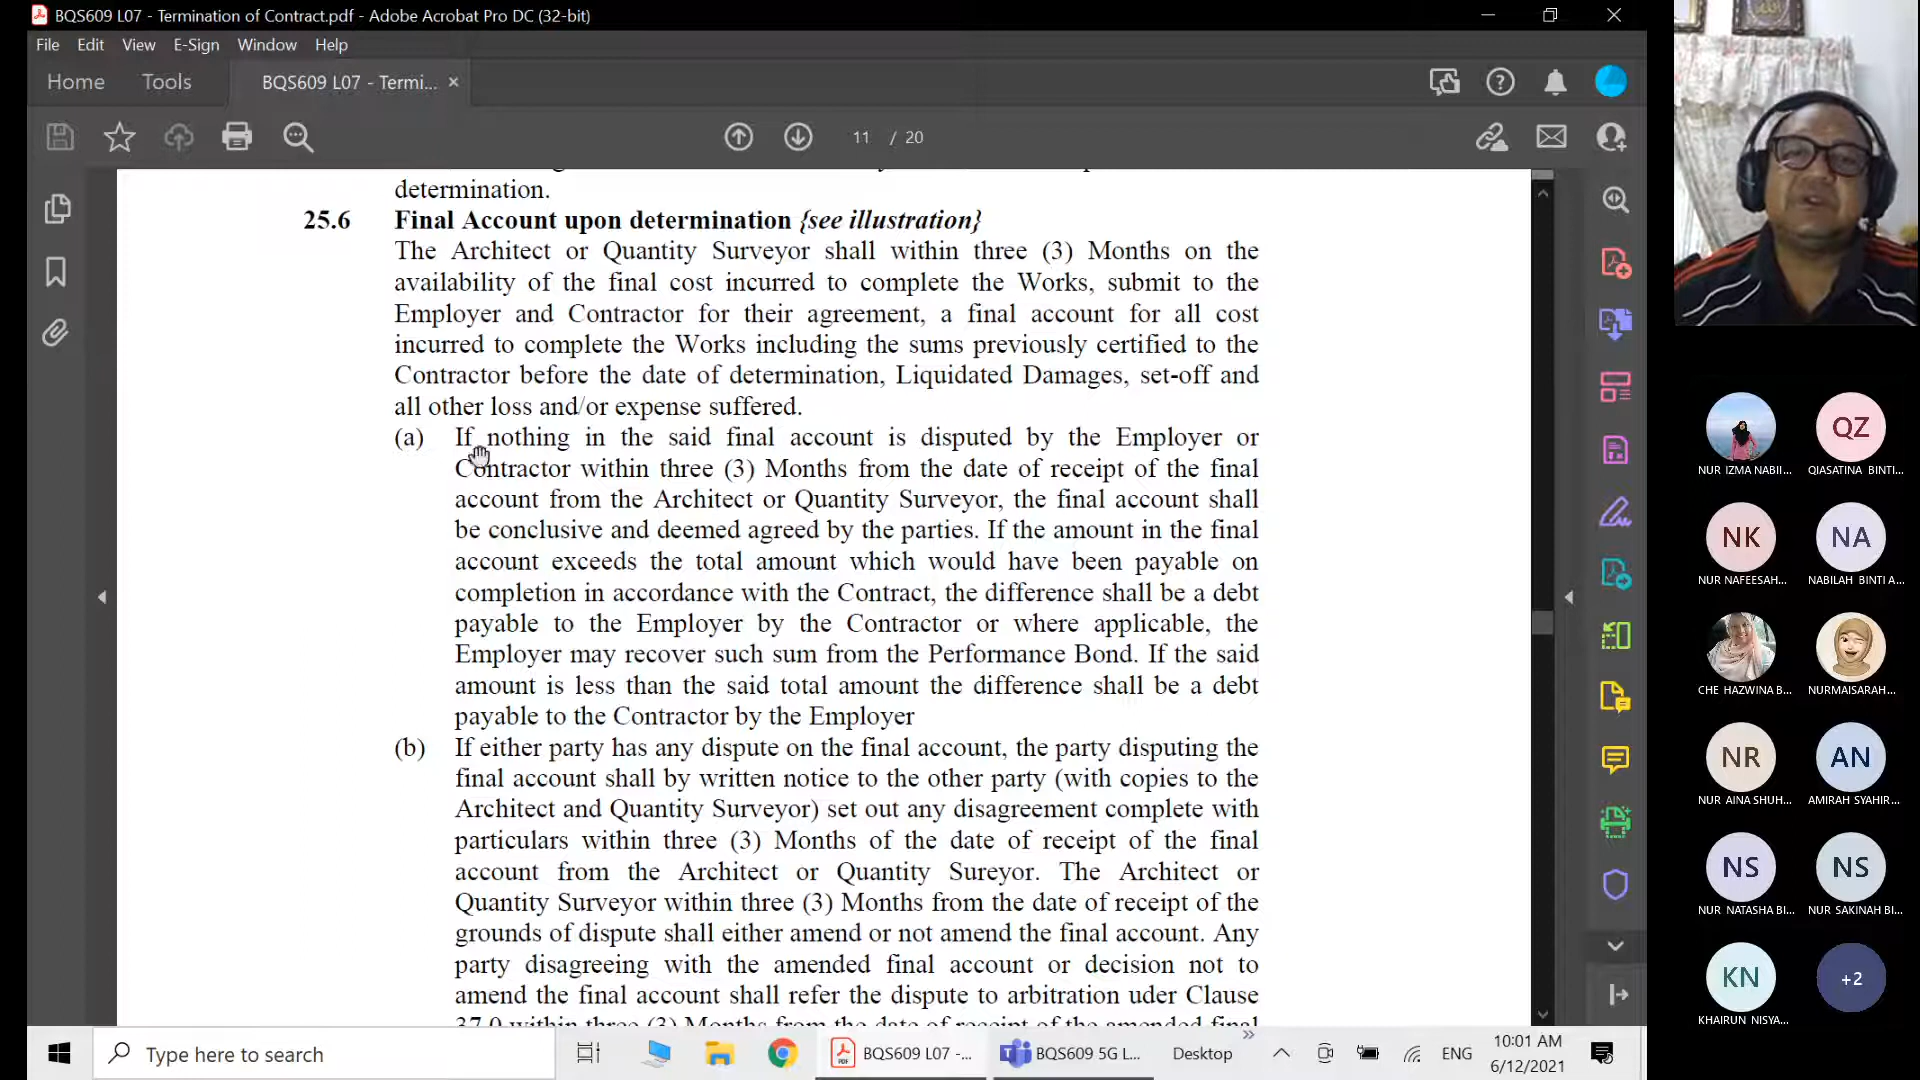 BQS609 L07 - Termination of Contract.pdf - Adobe Acrobat Pro DC (32-bit)
File Edit View E-Sign Window Help
Home Tools BQS609 L07 - Termi... ×
11 / 20
determination.
25.6 Final Account upon determination {see illustration}
The Architect or Quantity Surveyor shall within three (3) Months on the
availability of the final cost incurred to complete the Works, submit to the
Employer and Contractor for their agreement, a final account for all cost
incurred to complete the Works including the sums previously certified to the
Contractor before the date of determination, Liquidated Damages, set-off and
all other loss and/or expense suffered.
(a) If nothing in the said final account is disputed by the Employer or
Contractor within three (3) Months from the date of receipt of the final
account from the Architect or Quantity Surveyor, the final account shall
be conclusive and deemed agreed by the parties. If the amount in the final
account exceeds the total amount which would have been payable on
completion in accordance with the Contract, the difference shall be a debt
payable to the Employer by the Contractor or where applicable, the
Employer may recover such sum from the Performance Bond. If the said
amount is less than the said total amount the difference shall be a debt
payable to the Contractor by the Employer
(b) If either party has any dispute on the final account, the party disputing the
final account shall by written notice to the other party (with copies to the
Architect and Quantity Surveyor) set out any disagreement complete with
particulars within three (3) Months of the date of receipt of the final
account from the Architect or Quantity Sureyor. The Architect or
Quantity Surveyor within three (3) Months from the date of receipt of the
grounds of dispute shall either amend or not amend the final account. Any
party disagreeing with the amended final account or decision not to
amend the final account shall refer the dispute to arbitration uder Clause
37.0 within three (3) Months from the date of receipt of the amended final
QZ
NUR IZMA NABII... QIASATINA BINTI...
NK NA
NUR NAFEESAH... NABILAH BINTI A...
CHE HAZWINA B... NURMAISARAH...
NR AN
NUR AINA SHUH... AMIRAH SYAHIR...
NS NS
NUR NATASHA BI... NUR SAKINAH BI...
KN +2
KHAIRUN NISYA...
Type here to search
BQS609 L07 -... BQS609 5G L... Desktop ENG
10:01 AM
6/12/2021